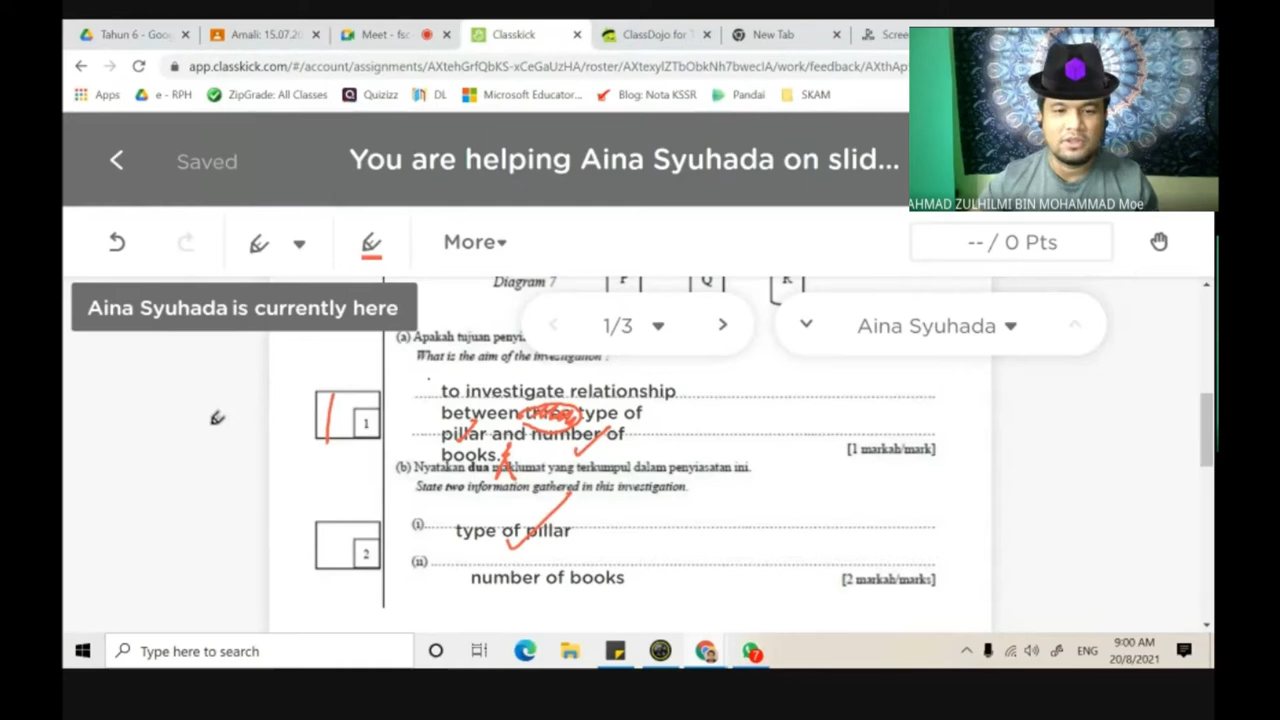 Tahun 6 - Goo
Amali: 15.07.20
Meet - fsc
Classkick
ClassDojo for T
New Tab
Scree
app.classkick.com/#/account/assignments/AXtehGrfQbKS-xCeGaUzHA/roster/AXtexylZTbObkNh7bwecIA/work/feedback/AXthAp
Apps
e - RPH
ZipGrade: All Classes
Quizizz
DL
Microsoft Educator...
Blog: Nota KSSR
Pandai
SKAM
AHMAD ZULHILMI BIN MOHAMMAD Moe
Saved
You are helping Aina Syuhada on slid...
More
-- / 0 Pts
Diagram 7
P
Q
R
Aina Syuhada is currently here
1/3
Aina Syuhada
(a) Apakah tujuan
What is the aim of the investigation ?
to investigate relationship
between three type of
pillar and number of
books.
1
1
[1 markah/mark]
(b) Nyatakan dua maklumat yang terkumpul dalam penyiasatan ini.
State two information gathered in this investigation.
(i)
type of pillar
2
(ii)
number of books
[2 markah/marks]
Type here to search
7
ENG
9:00 AM
20/8/2021